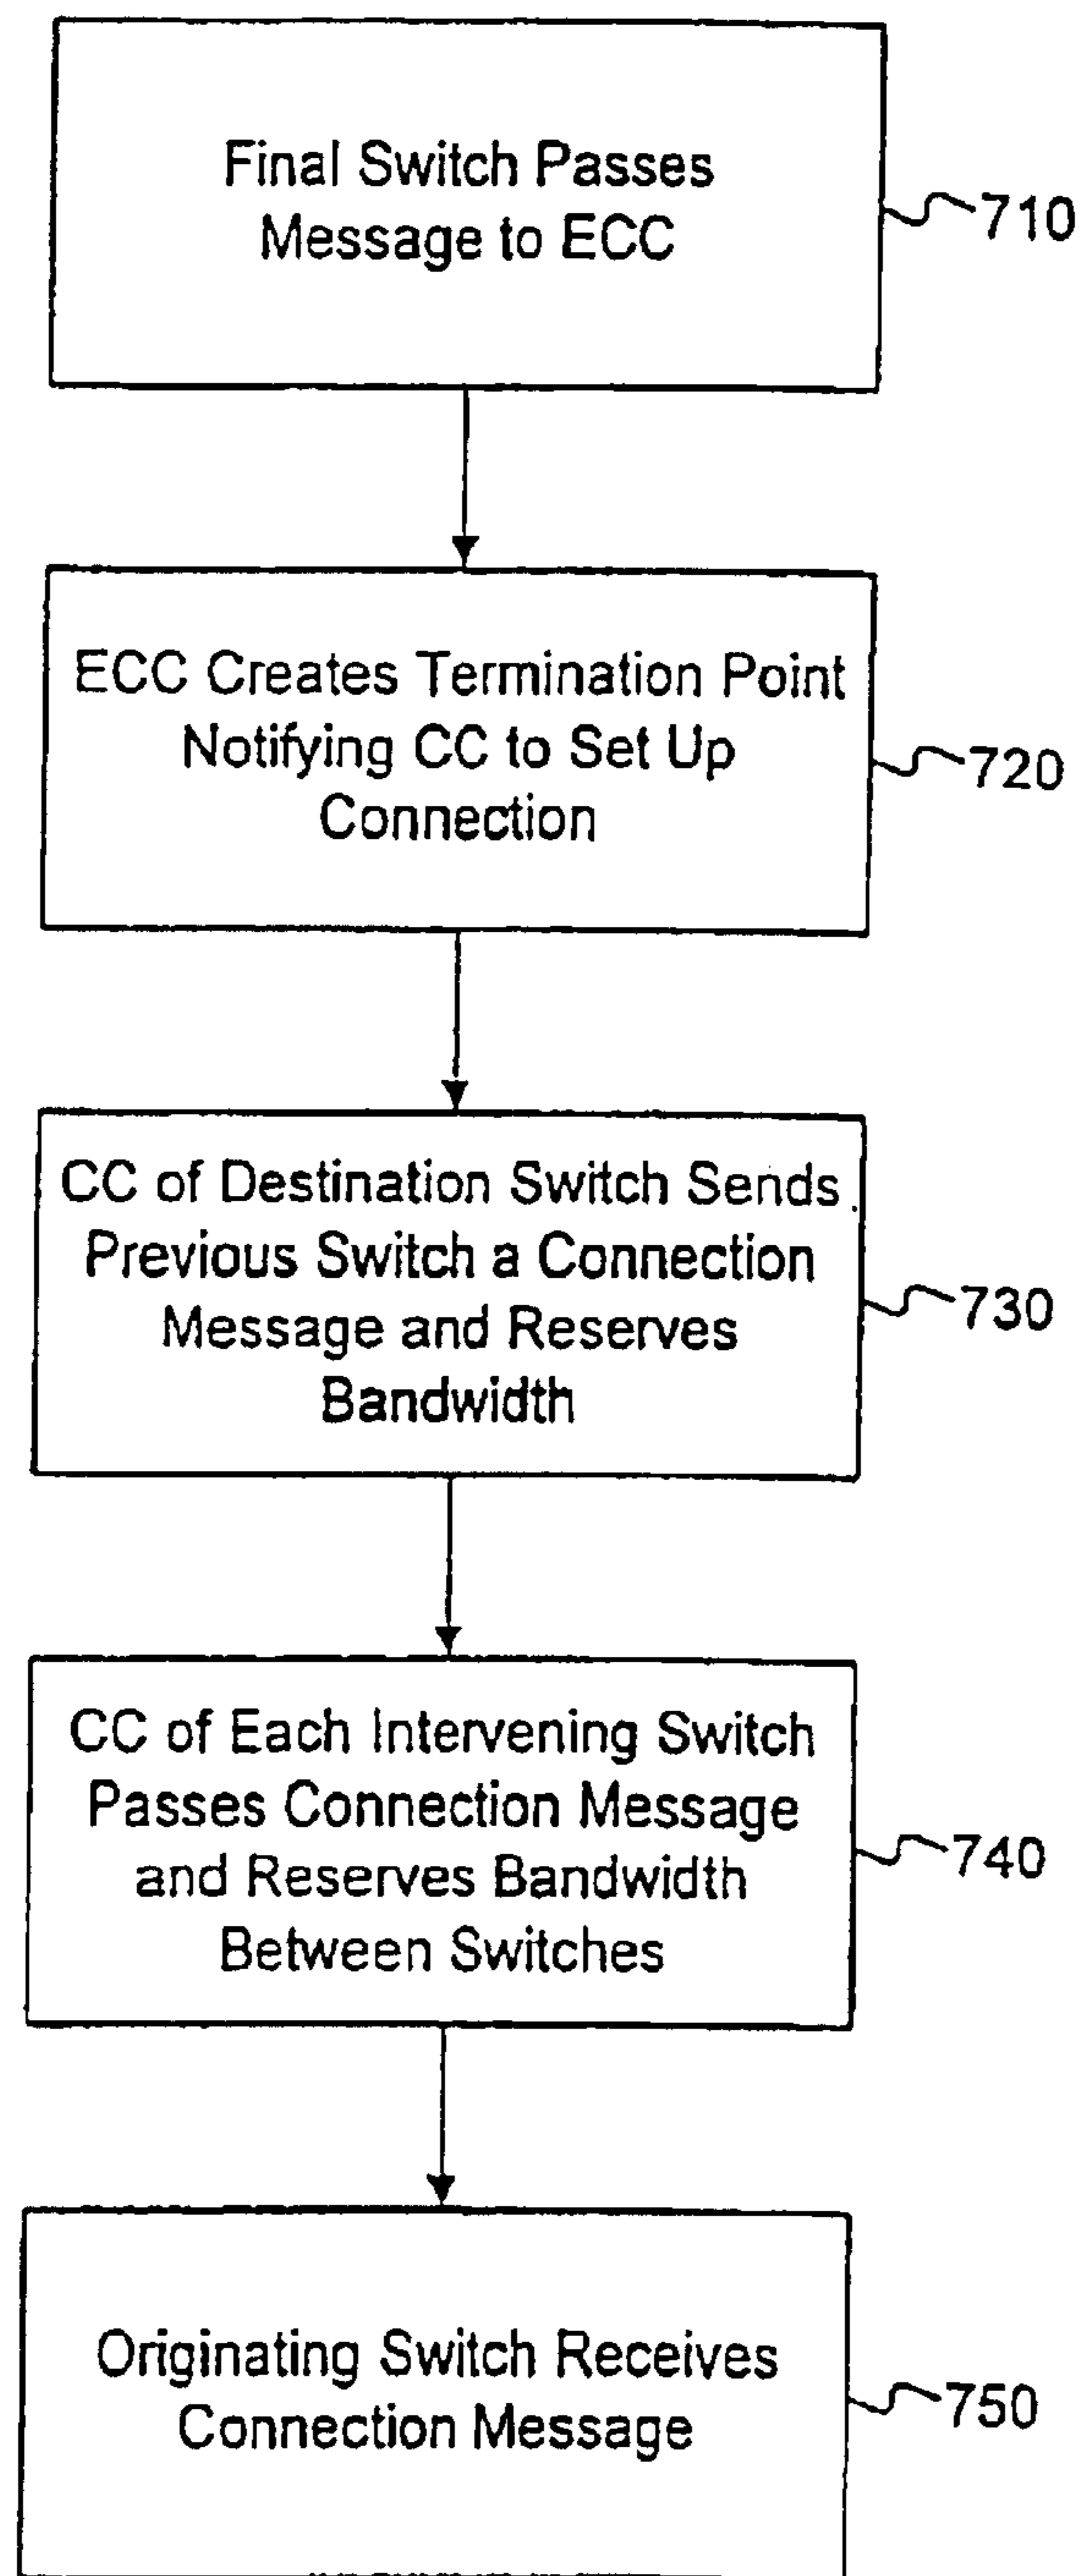 Final Switch Passes
Message to ECC
710
ECC Creates Termination Point
Notifying CC to Set Up
Connection
720
CC of Destination Switch Sends
Previous Switch a Connection
Message and Reserves
Bandwidth
730
CC of Each Intervening Switch
Passes Connection Message
and Reserves Bandwidth
Between Switches
740
Originating Switch Receives
Connection Message
750